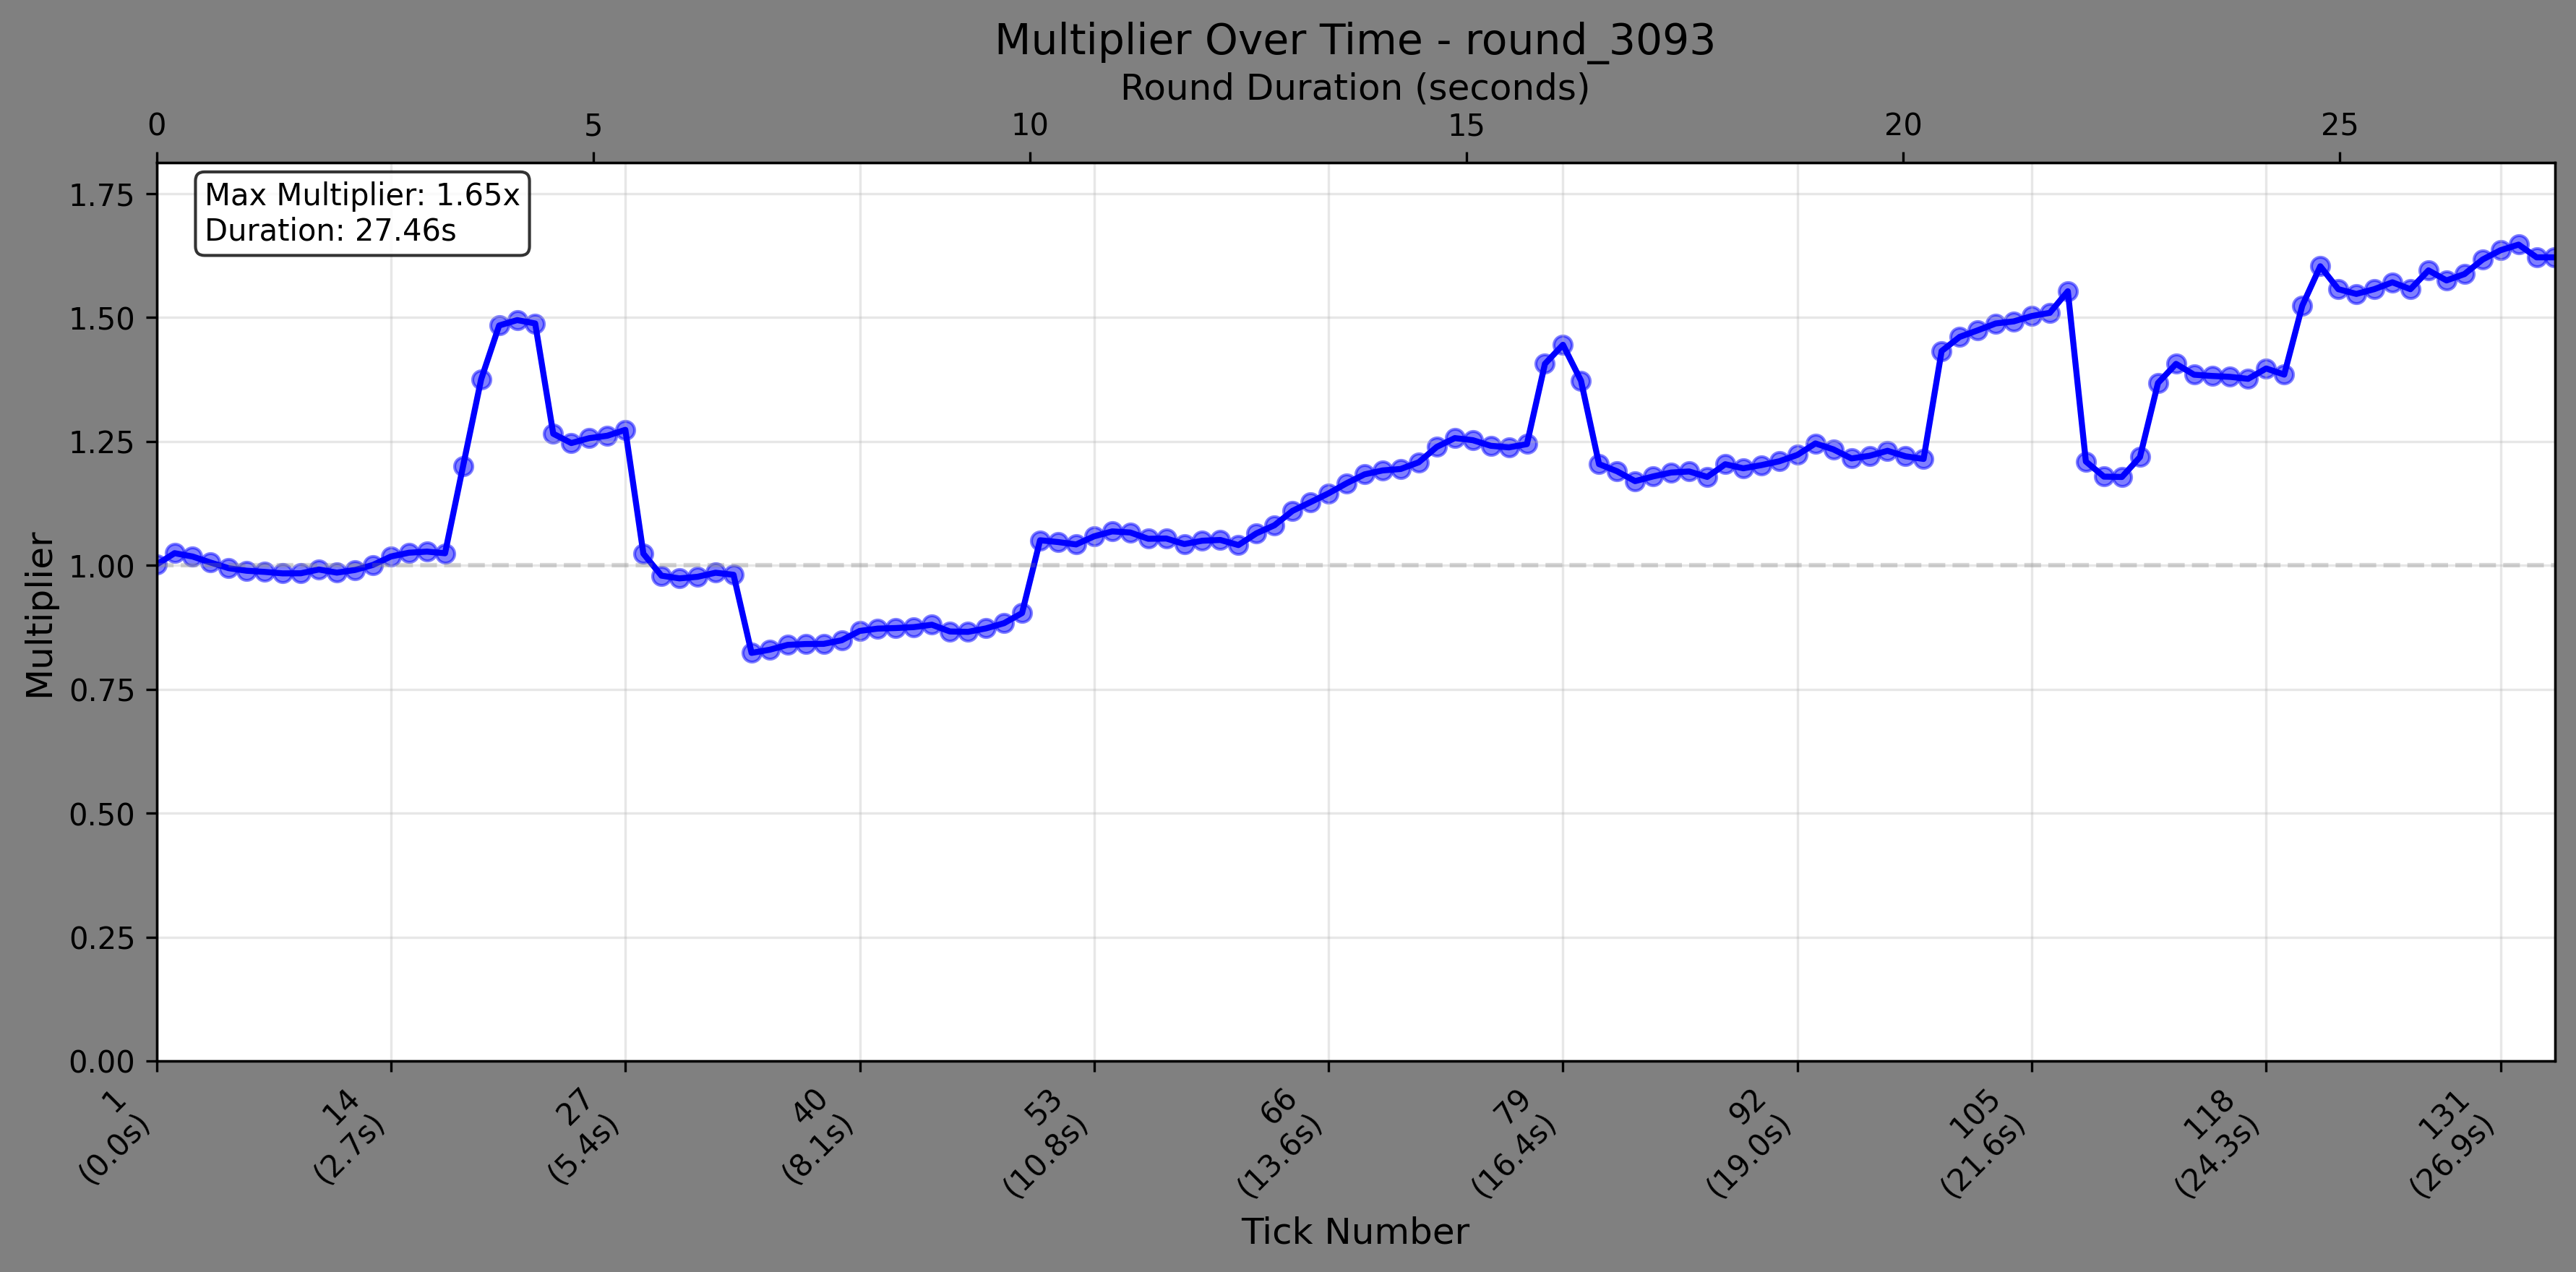 Multiplier Over Time - round_3093
Round Duration (seconds)
0 5 10 15 20 25
Max Multiplier: 1.65x
Duration: 27.46s
Multiplier
1.75
1.50
1.25
1.00
0.75
0.50
0.25
0.00
1
(0.0s)
14
(2.7s)
27
(5.4s)
40
(8.1s)
53
(10.8s)
66
(13.6s)
79
(16.4s)
92
(19.0s)
105
(21.6s)
118
(24.3s)
131
(26.9s)
Tick Number